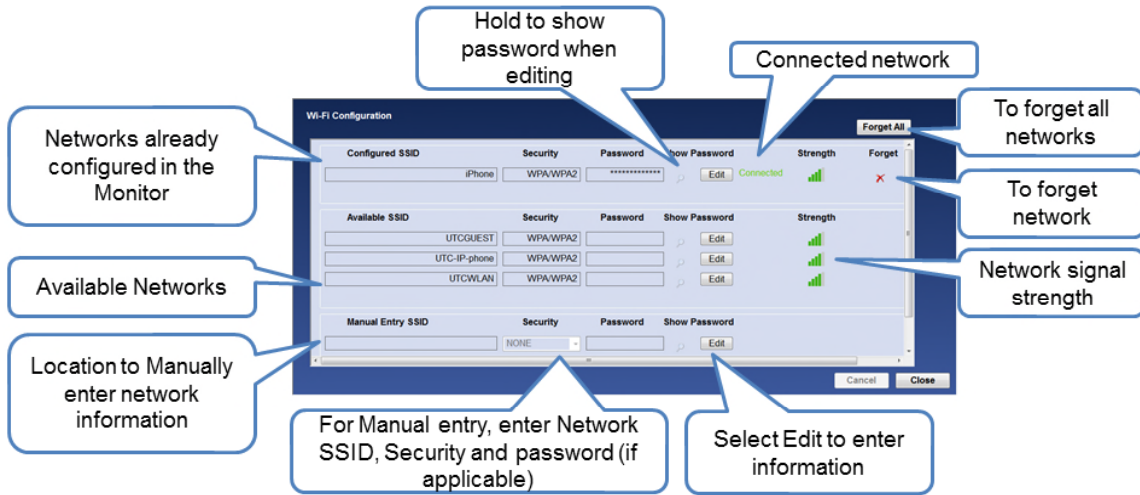 Hold to show
password when
editing
Connected network
Networks already
configured in the
Monitor
To forget all
networks
Wi-Fi Configuration
Forget All
Configured SSID Security Password Show Password Strength Forget
iPhone WPA/WPA2 ************* Edit Connected
To forget
network
Available SSID Security Password Show Password Strength
UTCGUEST WPA/WPA2 Edit
UTC-IP-phone WPA/WPA2 Edit
UTCWLAN WPA/WPA2 Edit
Available Networks
Network signal
strength
Manual Entry SSID Security Password Show Password
NONE Edit
Cancel Close
Location to Manually
enter network
information
For Manual entry, enter Network
SSID, Security and password (if
applicable)
Select Edit to enter
information